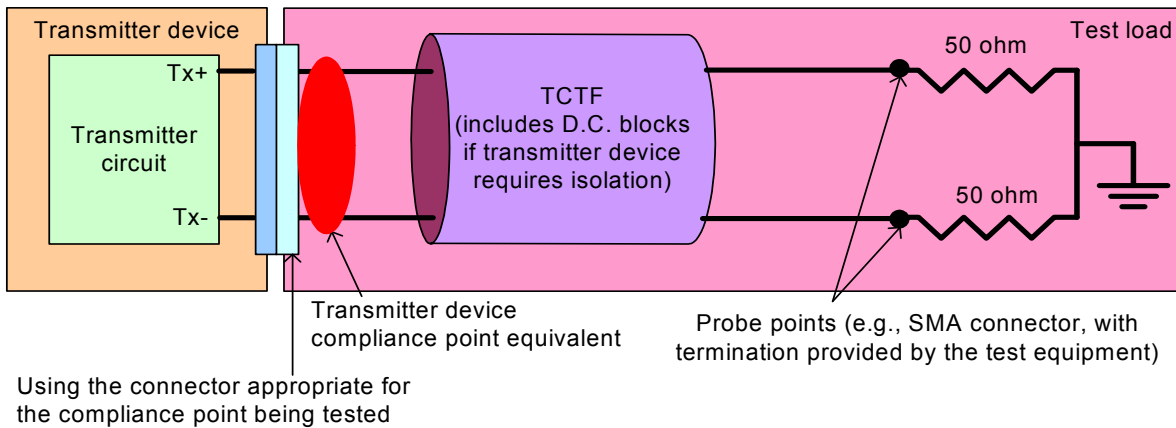 Transmitter device
Test load
50 ohm
Tx+
TCTF
(includes D.C. blocks
if transmitter device
requires isolation)
Transmitter
circuit
50 ohm
Tx-
Transmitter device
compliance point equivalent
Probe points (e.g., SMA connector, with
termination provided by the test equipment)
Using the connector appropriate for
the compliance point being tested